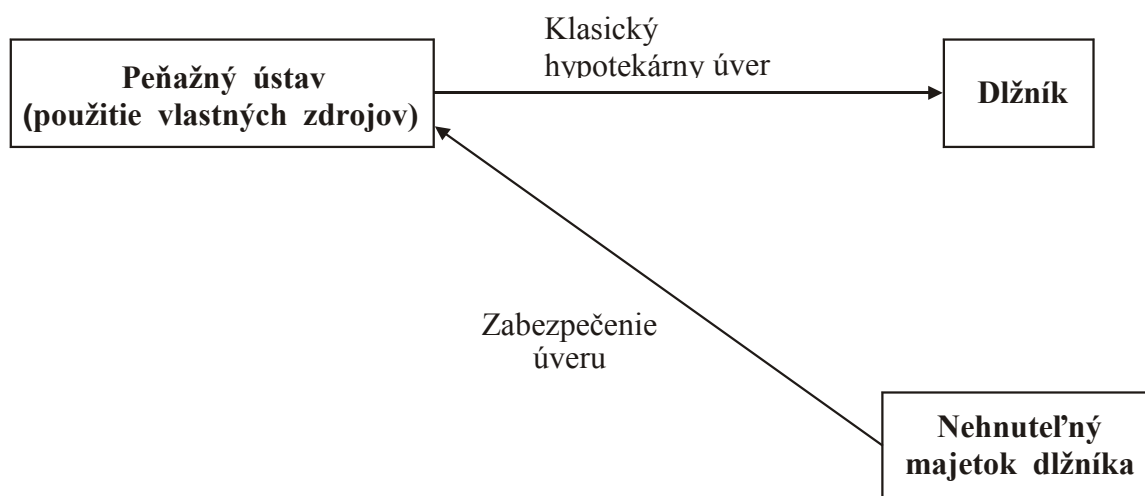 Klasický
hypotekárny úver
Peňažný ústav
(použitie vlastných zdrojov)
Dlžník
Zabezpečenie
úveru
Nehnuteľný
majetok dlžníka